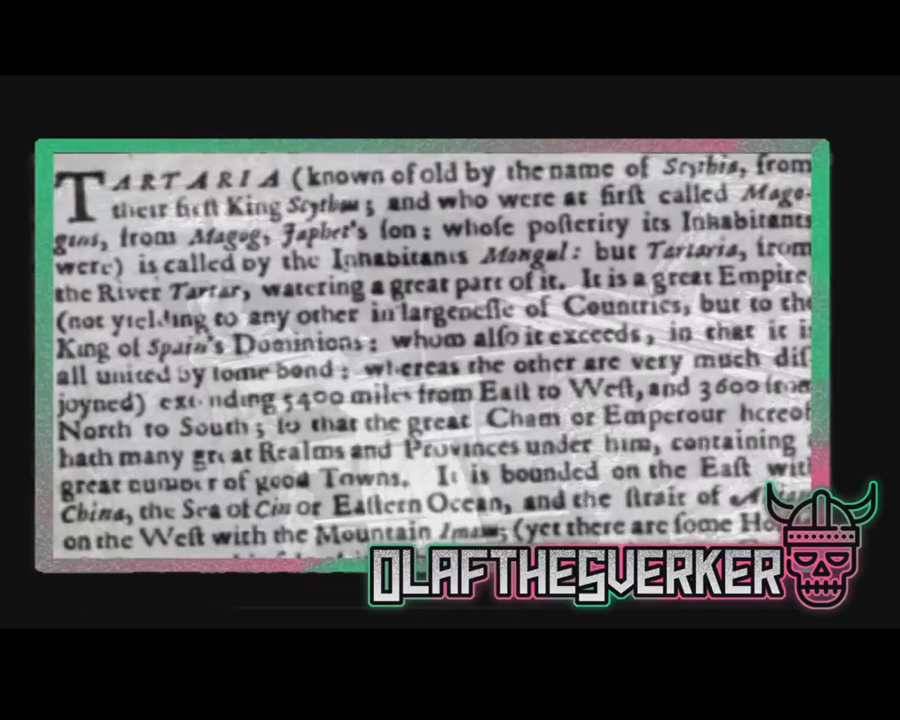 TARTARIA (known of old by the name of Scythia, from
their first King Scythus; and who were at first called Mago-
gins, from Magog, Japhet's son: whose posteritу its Inhabitants
were) is called by the Inhabitants Mongul: but Tartaria, from
the River Tartar, watering a great part of it. It is a great Empire
(not yielding to any other in largeneſſe of Countries, but to the
King of Spain's Dominions: whom alſo it exceeds, in that it is
all united by ſome bond: whereas the other are very much diſ-
joyned) extending 5400 miles from Eaſt to Weſt, and 3600 from
North to South; ſo that the great Cham or Emperour hereof
hath many great Realms and Provinces under him, containing a
great number of good Towns. It is bounded on the Eaſt with
China, the Sea of Cin or Eaſtern Ocean, and the ſtrait of
on the Weſt with the Mountain Imaus; (yet there are ſome
OLAFTHESVERKER